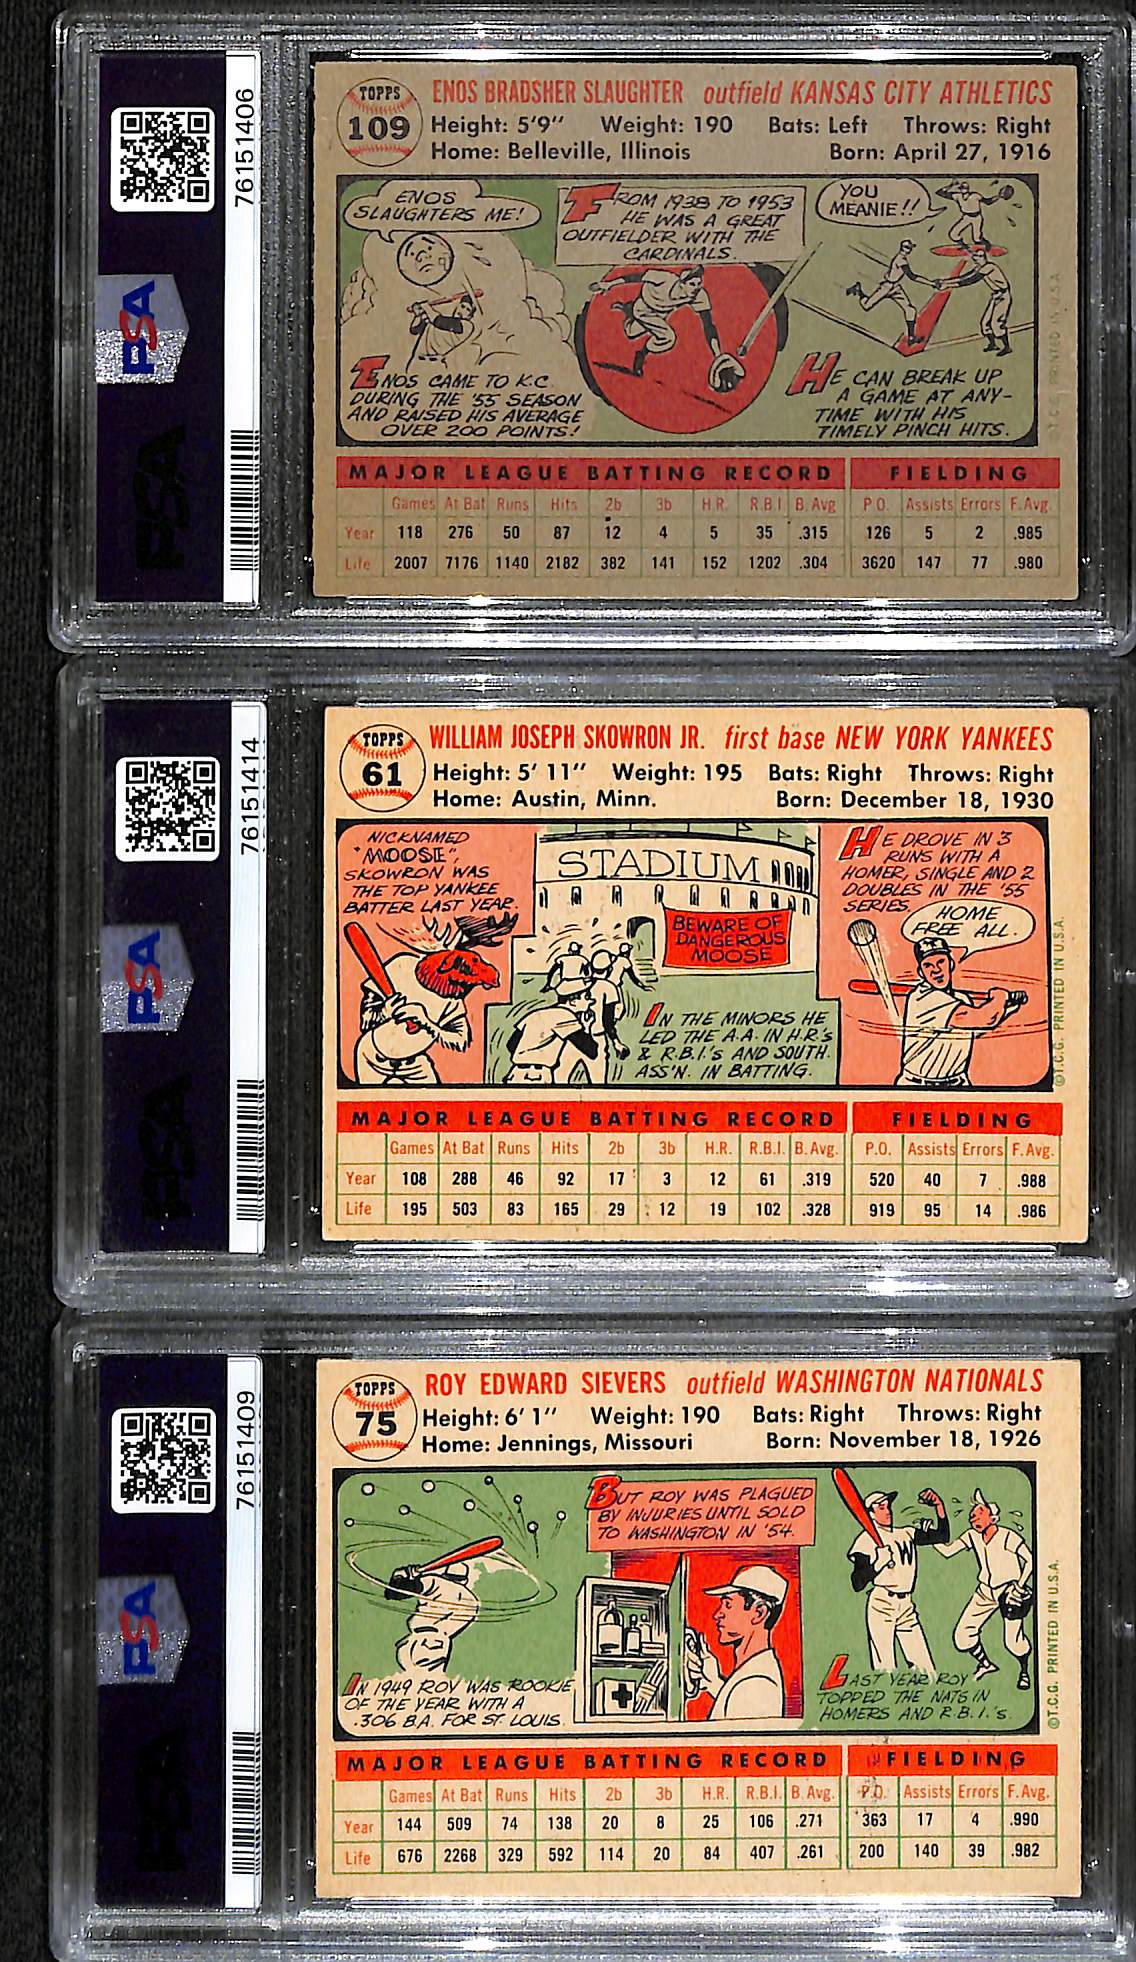 TOPPS
109
ENOS BRADSHER SLAUGHTER outfield KANSAS CITY ATHLETICS
Height: 5'9" Weight: 190 Bats: Left Throws: Right
Home: Belleville, Illinois Born: April 27, 1916
ENOS
SLAUGHTERS ME!
FROM 1938 TO 1953
HE WAS A GREAT
OUTFIELDER WITH THE
CARDINALS.
YOU
MEANIE!!
ENOS CAME TO K.C.
DURING THE '55 SEASON
AND RAISED HIS AVERAGE
OVER 200 POINTS!
HE CAN BREAK UP
A GAME AT ANY-
TIME WITH HIS
TIMELY PINCH HITS.
©T.C.G. PRINTED IN U.S.A.
MAJOR LEAGUE BATTING RECORD FIELDING
Games At Bat Runs Hits 2b 3b H.R. R.B.I. B. Avg. P.O. Assists Errors F. Avg.
Year 118 276 50 87 12 4 5 35 .315 126 5 2 .985
Life 2007 7176 1140 2182 382 141 152 1202 .304 3620 147 77 .980
76151406
PSA
PSA
TOPPS
61
WILLIAM JOSEPH SKOWRON JR. first base NEW YORK YANKEES
Height: 5' 11" Weight: 195 Bats: Right Throws: Right
Home: Austin, Minn. Born: December 18, 1930
NICKNAMED
"MOOSE",
SKOWRON WAS
THE TOP YANKEE
BATTER LAST YEAR.
STADIUM
BEWARE OF
DANGEROUS
MOOSE
IN THE MINORS HE
LED THE A.A. IN H.R.'s
& R.B.I.'s AND SOUTH.
ASS'N. IN BATTING.
HE DROVE IN 3
RUNS WITH A
HOMER, SINGLE AND 2
DOUBLES IN THE '55
SERIES.
HOME
FREE ALL.
©T.C.G. PRINTED IN U.S.A.
MAJOR LEAGUE BATTING RECORD FIELDING
Games At Bat Runs Hits 2b 3b H.R. R.B.I. B. Avg. P.O. Assists Errors F. Avg.
Year 108 288 46 92 17 3 12 61 .319 520 40 7 .988
Life 195 503 83 165 29 12 19 102 .328 919 95 14 .986
76151414
PSA
PSA
TOPPS
75
ROY EDWARD SIEVERS outfield WASHINGTON NATIONALS
Height: 6' 1" Weight: 190 Bats: Right Throws: Right
Home: Jennings, Missouri Born: November 18, 1926
IN 1949 ROY WAS ROOKIE
OF THE YEAR WITH A
.306 B.A. FOR ST. LOUIS.
BUT ROY WAS PLAGUED
BY INJURIES UNTIL SOLD
TO WASHINGTON IN '54.
W
LAST YEAR ROY
TOPPED THE NATS IN
HOMERS AND R.B.I.'s.
©T.C.G. PRINTED IN U.S.A.
MAJOR LEAGUE BATTING RECORD FIELDING
Games At Bat Runs Hits 2b 3b H.R. R.B.I. B. Avg. P.O. Assists Errors F. Avg.
Year 144 509 74 138 20 8 25 106 .271 363 17 4 .990
Life 676 2268 329 592 114 20 84 407 .261 200 140 39 .982
76151409
PSA
PSA